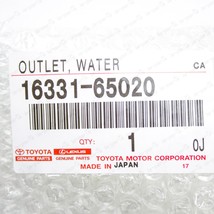 OUTLET, WATER CA
16331-65020
QTY: 1 0J
TOYOTA LEXUS TOYOTA MOTOR CORPORATION
GENUINE PARTS GENUINE PARTS
MADE IN JAPAN 17